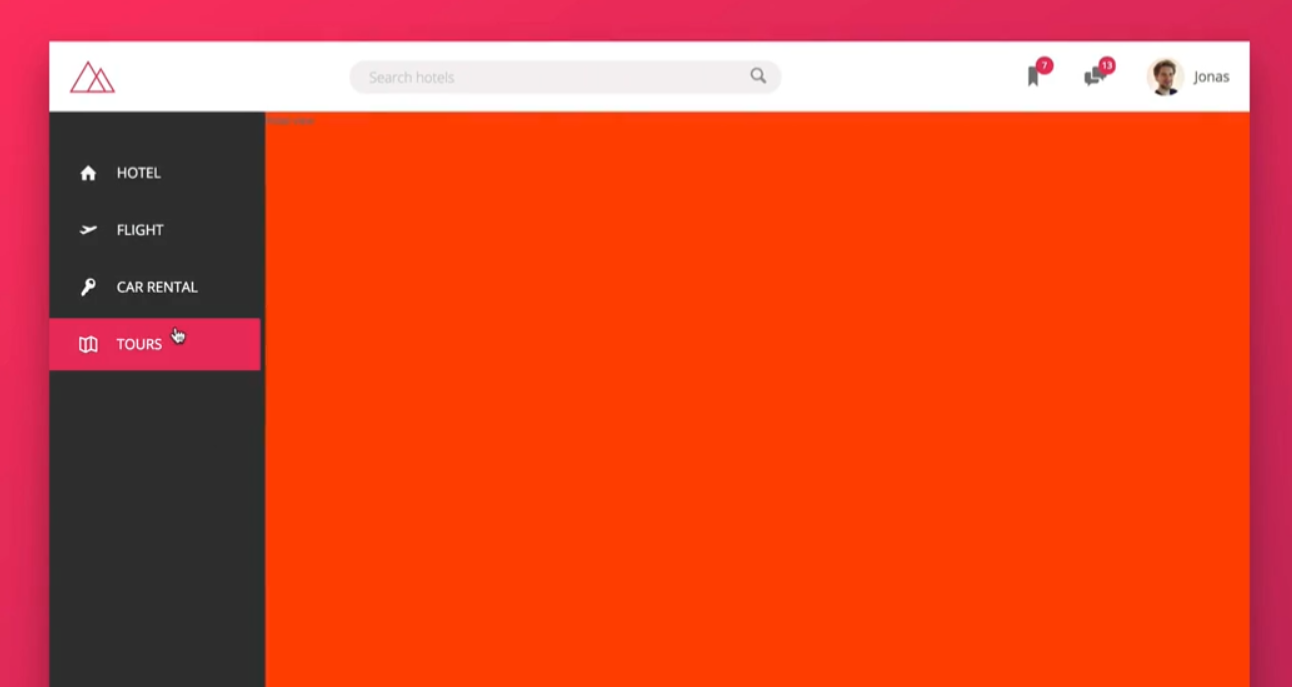 Search hotels
7
13
Jonas
HOTEL
FLIGHT
CAR RENTAL
TOURS